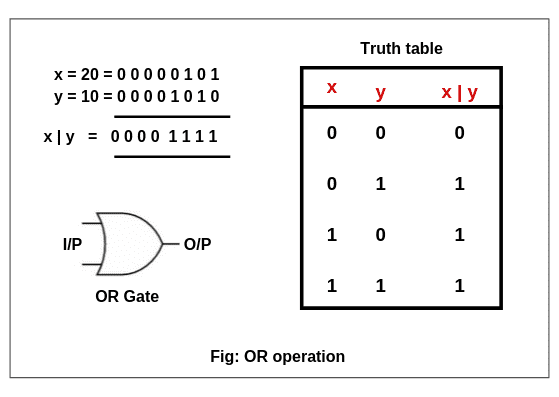 x = 20 = 0 0 0 0 0 1 0 1
y = 10 = 0 0 0 0 1 0 1 0
x | y = 0 0 0 0 1 1 1 1
I/P O/P
OR Gate
Truth table
x y x | y
0 0 0
0 1 1
1 0 1
1 1 1
Fig: OR operation